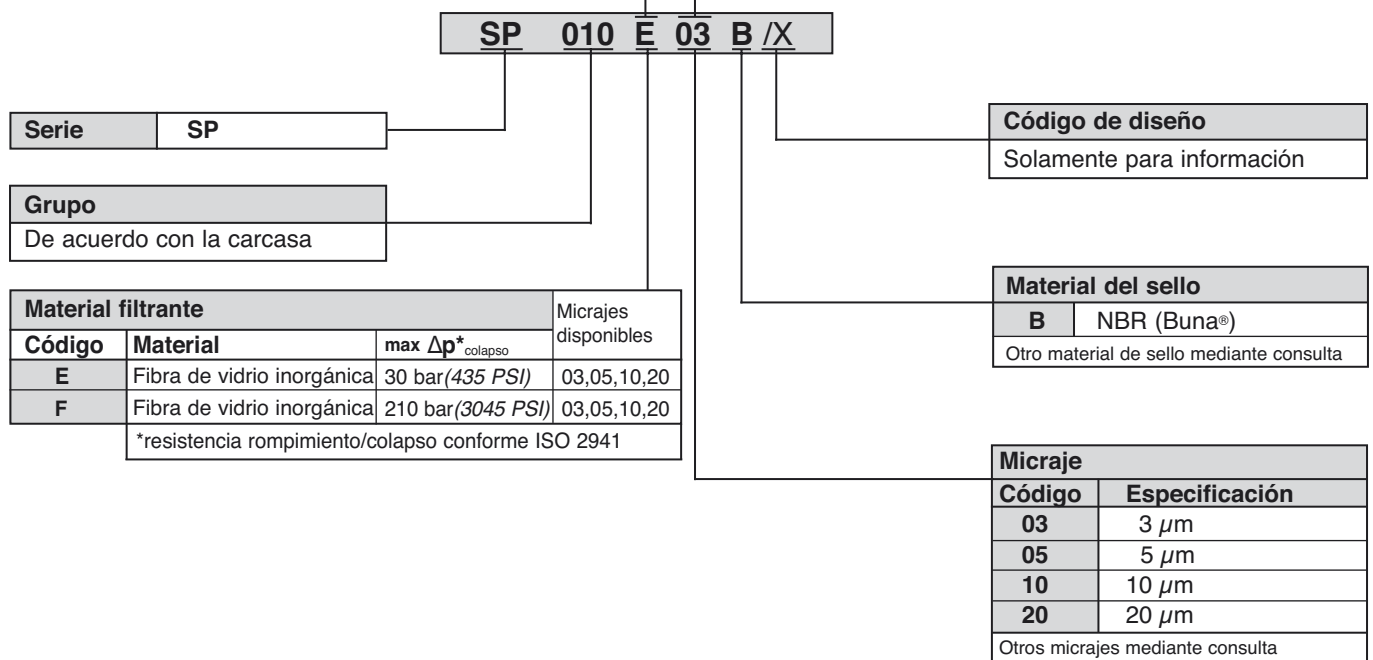 SP 010 E 03 B /X
Serie SP
Grupo
De acuerdo con la carcasa
Material filtrante Micrajes disponibles
Código Material max Δp*colapso
E Fibra de vidrio inorgánica 30 bar(435 PSI) 03,05,10,20
F Fibra de vidrio inorgánica 210 bar(3045 PSI) 03,05,10,20
*resistencia rompimiento/colapso conforme ISO 2941
Código de diseño
Solamente para información
Material del sello
B NBR (Buna®)
Otro material de sello mediante consulta
Micraje
Código Especificación
03 3 µm
05 5 µm
10 10 µm
20 20 µm
Otros micrajes mediante consulta